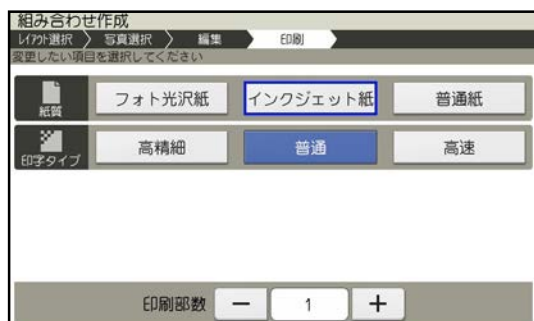 組み合わせ作成
レイアウト選択 〉 写真選択 〉 編集 印刷
変更したい項目を選択してください
紙質 フォト光沢紙 インクジェット紙 普通紙
印字タイプ 高精細 普通 高速
印刷部数 － 1 ＋